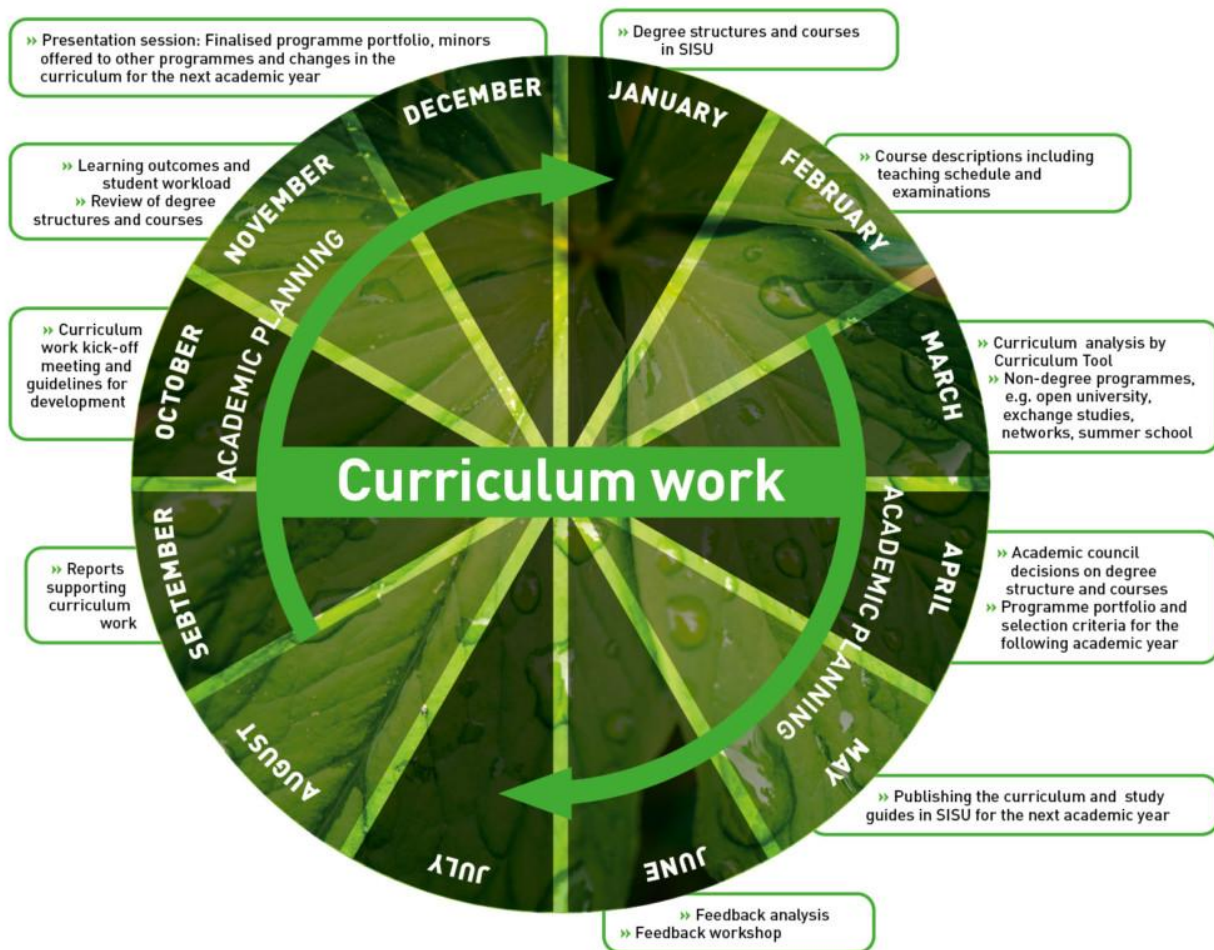 » Presentation session: Finalised programme portfolio, minors
offered to other programmes and changes in the
curriculum for the next academic year
» Degree structures and courses
in SISU
DECEMBER
JANUARY
» Learning outcomes and
student workload
» Review of degree
structures and courses
NOVEMBER
FEBRUARY
» Course descriptions including
teaching schedule and
examinations
» Curriculum
work kick-off
meeting and
guidelines for
development
OCTOBER
ACADEMIC PLANNING
MARCH
» Curriculum analysis by
Curriculum Tool
» Non-degree programmes,
e.g. open university,
exchange studies,
networks, summer school
Curriculum work
» Reports
supporting
curriculum
work
SEBTEMBER
ACADEMIC PLANNING
APRIL
» Academic council
decisions on degree
structure and courses
» Programme portfolio and
selection criteria for the
following academic year
AUGUST
MAY
» Publishing the curriculum and study
guides in SISU for the next academic year
JULY
JUNE
» Feedback analysis
» Feedback workshop